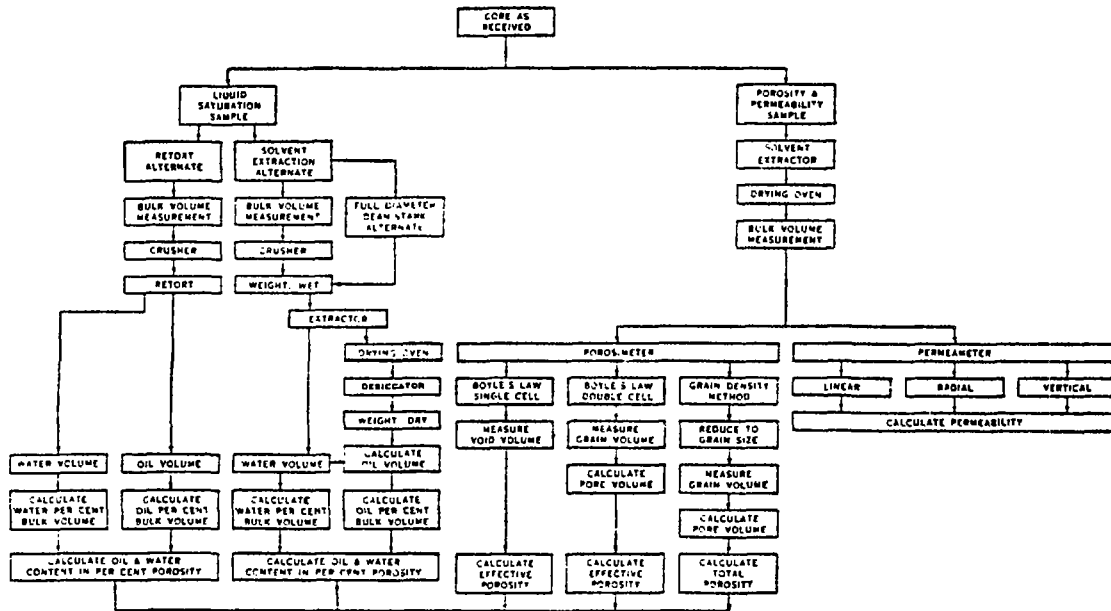 CORE AS
RECEIVED
LIQUID
SATURATION
SAMPLE
POROSITY &
PERMEABILITY
SAMPLE
RETORT
ALTERNATE
SOLVENT
EXTRACTION
ALTERNATE
SOLVENT
EXTRACTOR
DRYING OVEN
BULK VOLUME
MEASUREMENT
BULK VOLUME
MEASUREMENT
FULL DIAMETER
DEAN STARK
ALTERNATE
BULK VOLUME
MEASUREMENT
CRUSHER
CRUSHER
RETORT
WEIGHT, WET
EXTRACTOR
DRYING OVEN
POROSIMETER
PERMEAMETER
DESICCATOR
BOYLE'S LAW
SINGLE CELL
BOYLE'S LAW
DOUBLE CELL
GRAIN DENSITY
METHOD
LINEAR
RADIAL
VERTICAL
WEIGHT, DRY
MEASURE
VOID VOLUME
MEASURE
GRAIN VOLUME
REDUCE TO
GRAIN SIZE
CALCULATE PERMEABILITY
WATER VOLUME
OIL VOLUME
WATER VOLUME
CALCULATE
OIL VOLUME
CALCULATE
PORE VOLUME
MEASURE
GRAIN VOLUME
CALCULATE
WATER PER CENT
BULK VOLUME
CALCULATE
OIL PER CENT
BULK VOLUME
CALCULATE
WATER PER CENT
BULK VOLUME
CALCULATE
OIL PER CENT
BULK VOLUME
CALCULATE
PORE VOLUME
CALCULATE OIL & WATER
CONTENT IN PER CENT POROSITY
CALCULATE OIL & WATER
CONTENT IN PER CENT POROSITY
CALCULATE
EFFECTIVE
POROSITY
CALCULATE
EFFECTIVE
POROSITY
CALCULATE
TOTAL
POROSITY